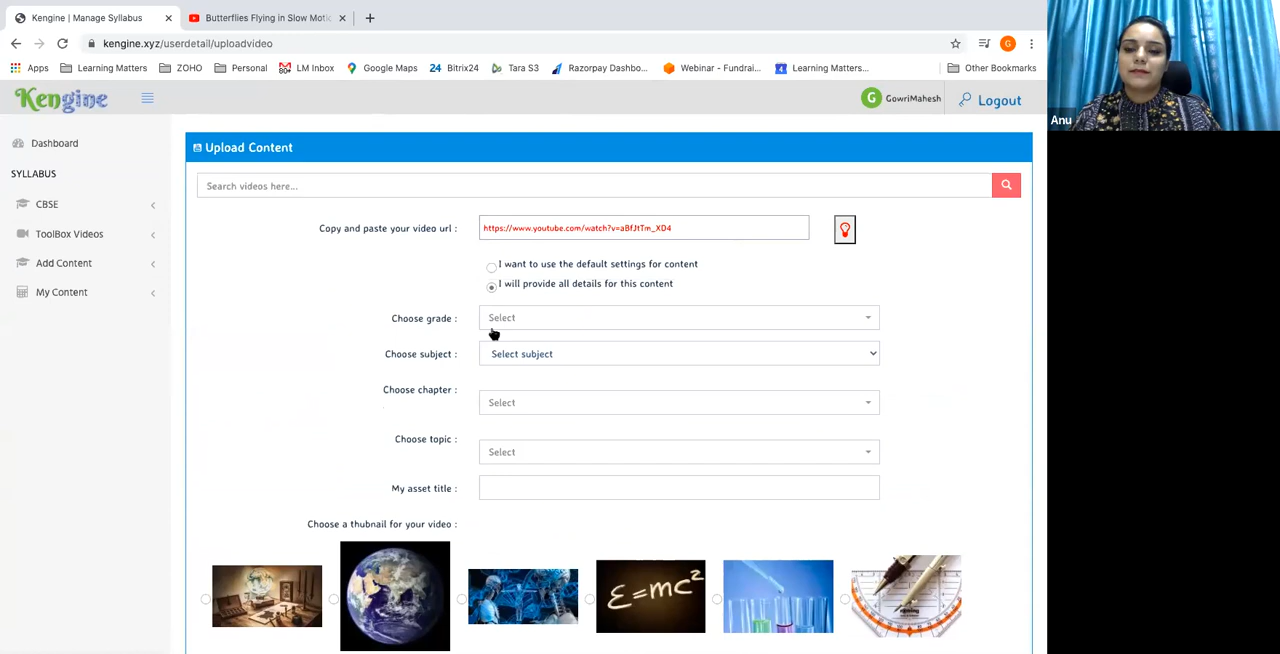 Kengine | Manage Syllabus
Butterflies Flying in Slow Moti
kengine.xyz/userdetail/uploadvideo
Apps Learning Matters ZOHO Personal LM Inbox Google Maps 24 Bitrix24 Tara S3 Razorpay Dashbo... Webinar - Fundrai... Learning Matters... Other Bookmarks
Kengine
G GowriMahesh Logout
Anu
Dashboard
SYLLABUS
CBSE
ToolBox Videos
Add Content
My Content
Upload Content
Search videos here...
Copy and paste your video url : https://www.youtube.com/watch?v=aBfJtTm_XD4
I want to use the default settings for content
I will provide all details for this content
Choose grade : Select
Choose subject : Select subject
Choose chapter : Select
Choose topic : Select
My asset title :
Choose a thubnail for your video :
E=mc²